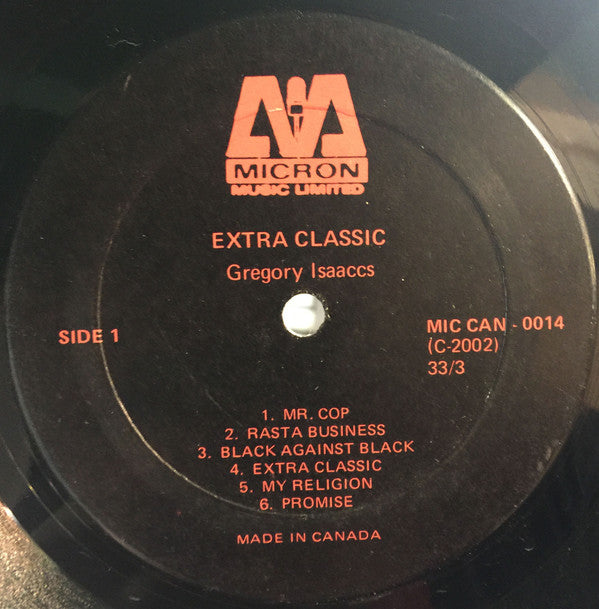 MICRON
MUSIC LIMITED
EXTRA CLASSIC
Gregory Isaaccs
SIDE 1
MIC CAN - 0014
(C-2002)
33/3
1. MR. COP
2. RASTA BUSINESS
3. BLACK AGAINST BLACK
4. EXTRA CLASSIC
5. MY RELIGION
6. PROMISE
MADE IN CANADA